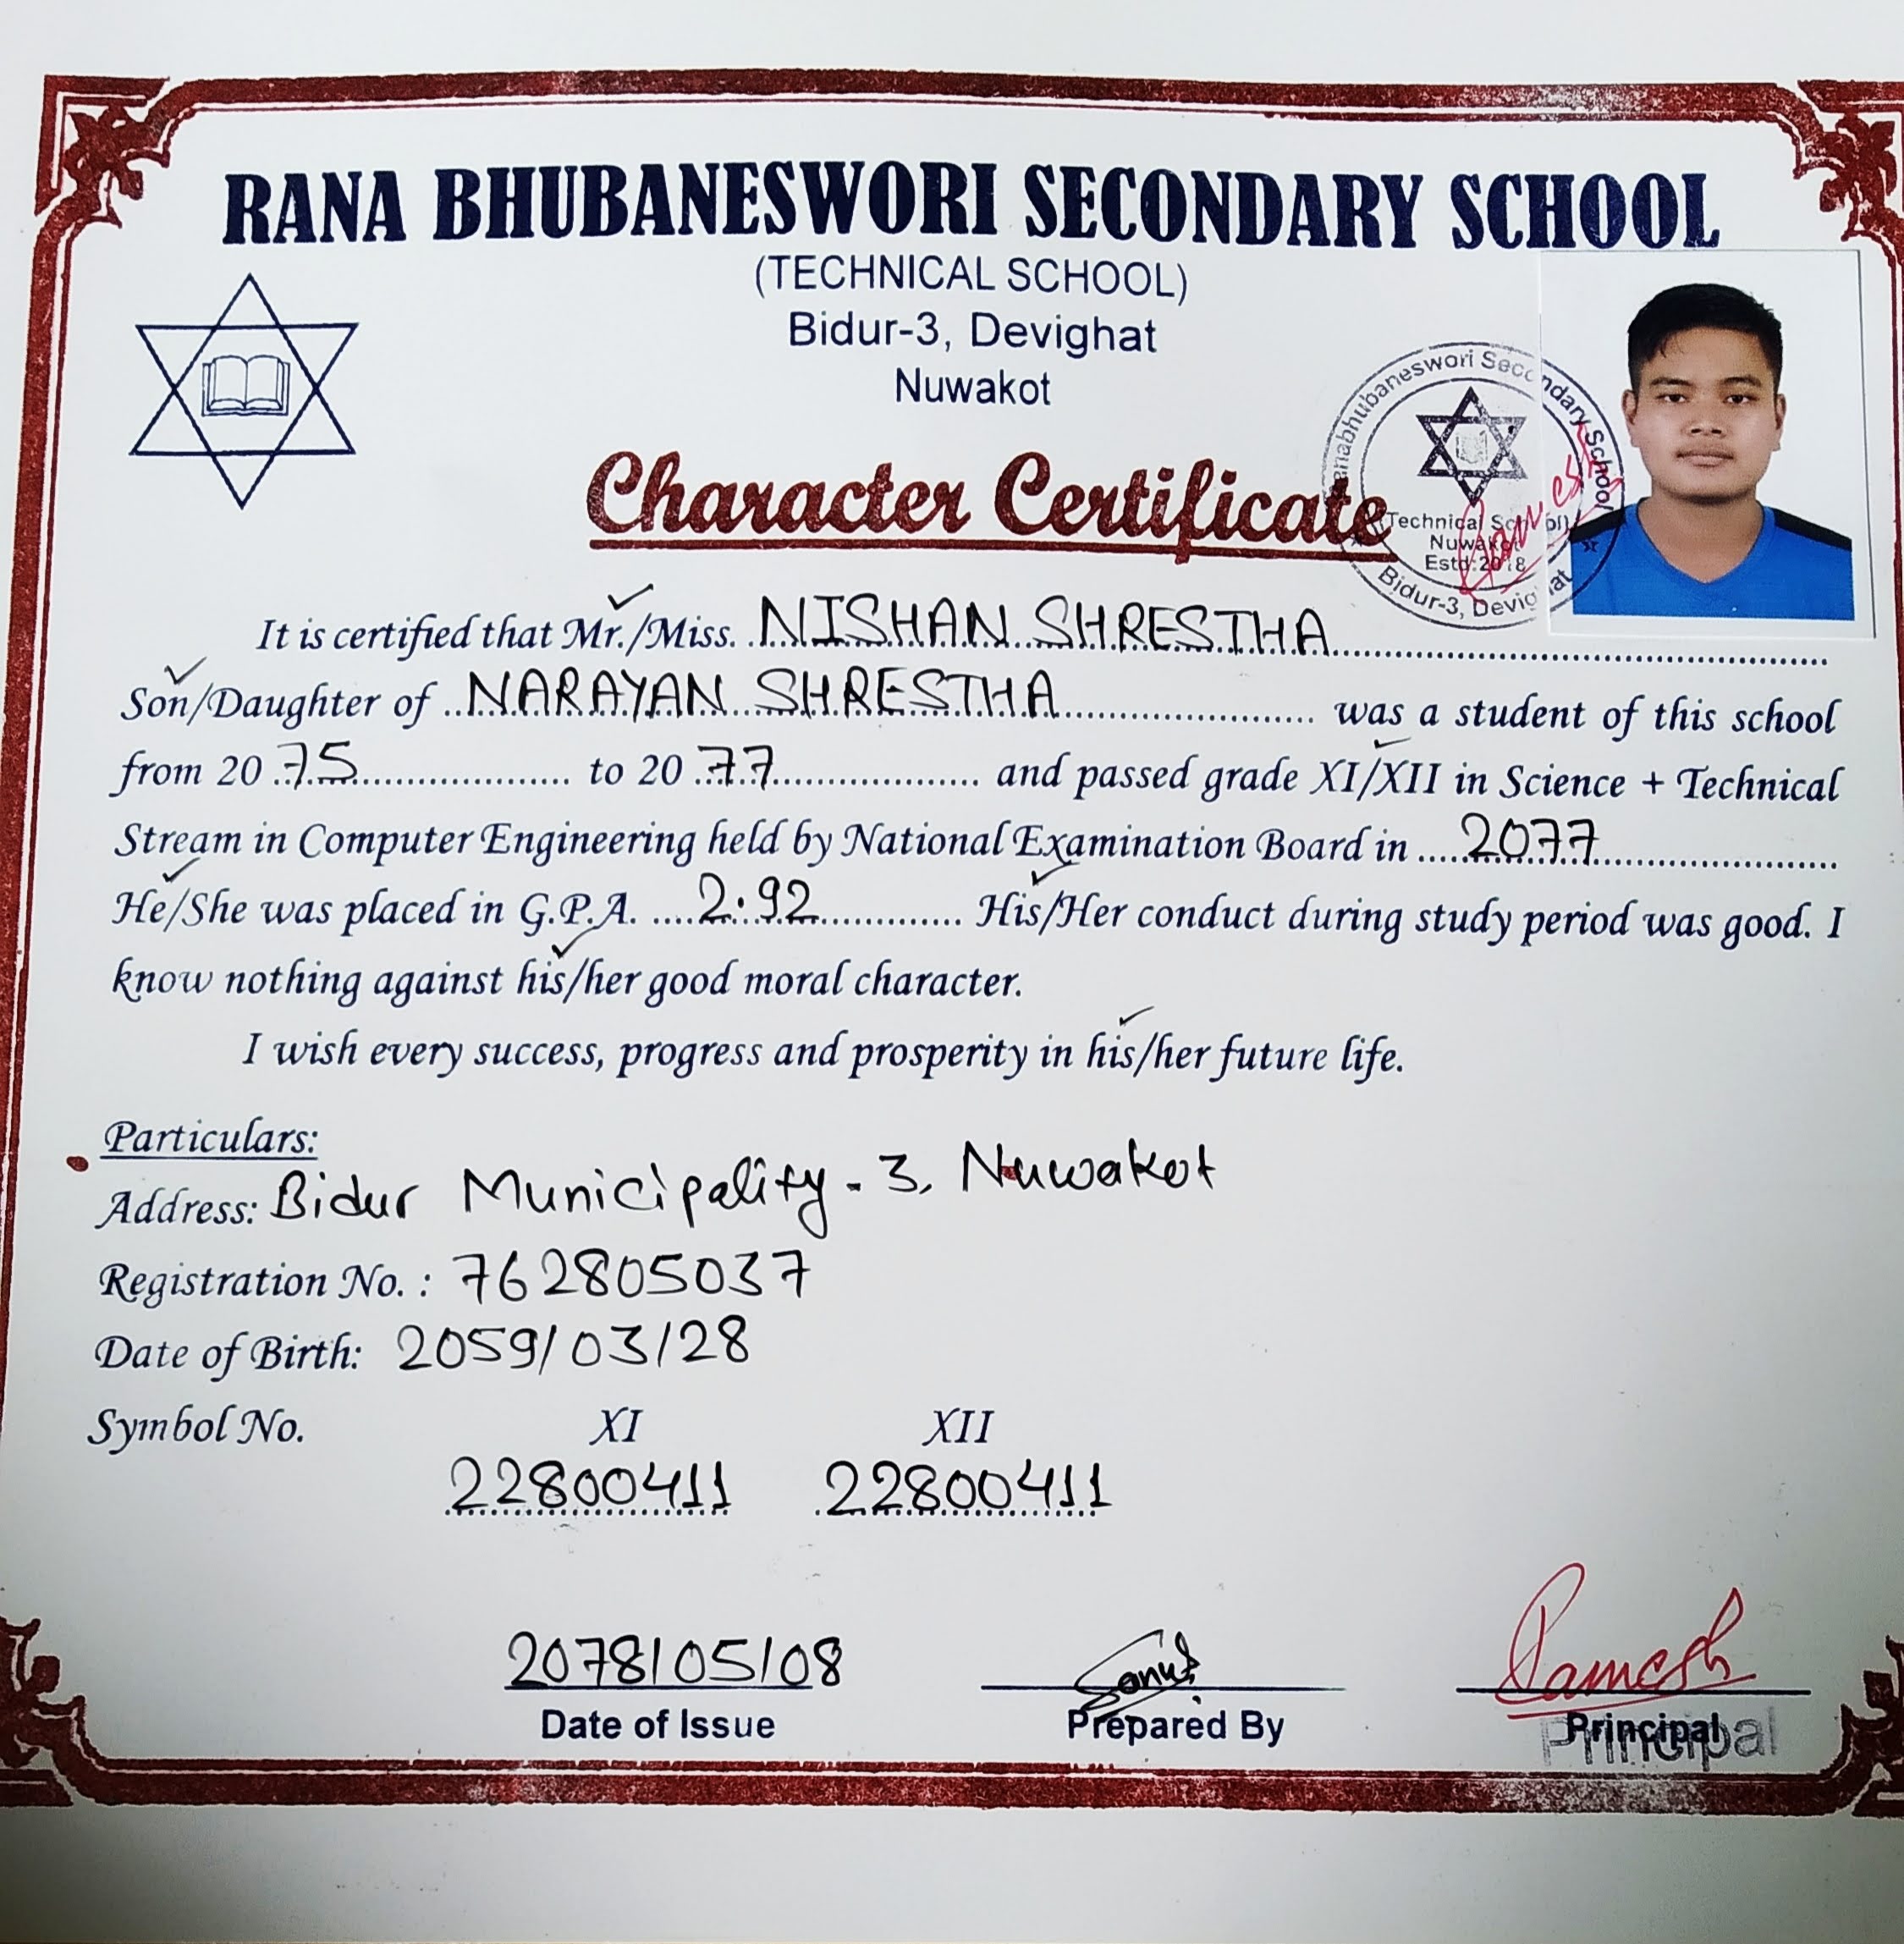 RANA BHUBANESWORI SECONDARY SCHOOL
(TECHNICAL SCHOOL)
Bidur-3, Devighat
Nuwakot
Character Certificate
Ranabhubaneswori Secondary School
(Technical School)
Nuwakot
Estd:2018
Bidur-3, Devighat
Ramesh
It is certified that Mr./Miss. NISHAN SHRESTHA
Son/Daughter of NARAYAN SHRESTHA was a student of this school
from 2075 to 2077 and passed grade XI/XII in Science + Technical
Stream in Computer Engineering held by National Examination Board in 2077
He/She was placed in G.P.A. 2.92 His/Her conduct during study period was good. I
know nothing against his/her good moral character.
I wish every success, progress and prosperity in his/her future life.
Particulars:
Address: Bidur Municipality - 3, Nuwakot
Registration No. : 762805037
Date of Birth: 2059/03/28
Symbol No. XI XII
22800411 22800411
2078/05/08 Ramesh
Date of Issue Prepared By Principal
Principal